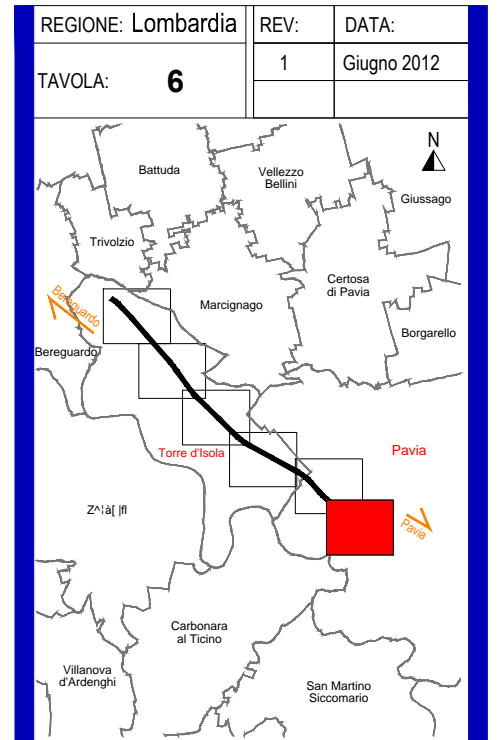 REGIONE: Lombardia
REV:
DATA:
1
Giugno 2012
TAVOLA:
6
N
Battuda
Vellezzo
Bellini
Giussago
Trivolzio
Certosa
di Pavia
Bereguardo
Marcignago
Borgarello
Bereguardo
Torre d'Isola
Pavia
Z^¦à[ |fl
Pavia
Carbonara
al Ticino
Villanova
d'Ardenghi
San Martino
Siccomario